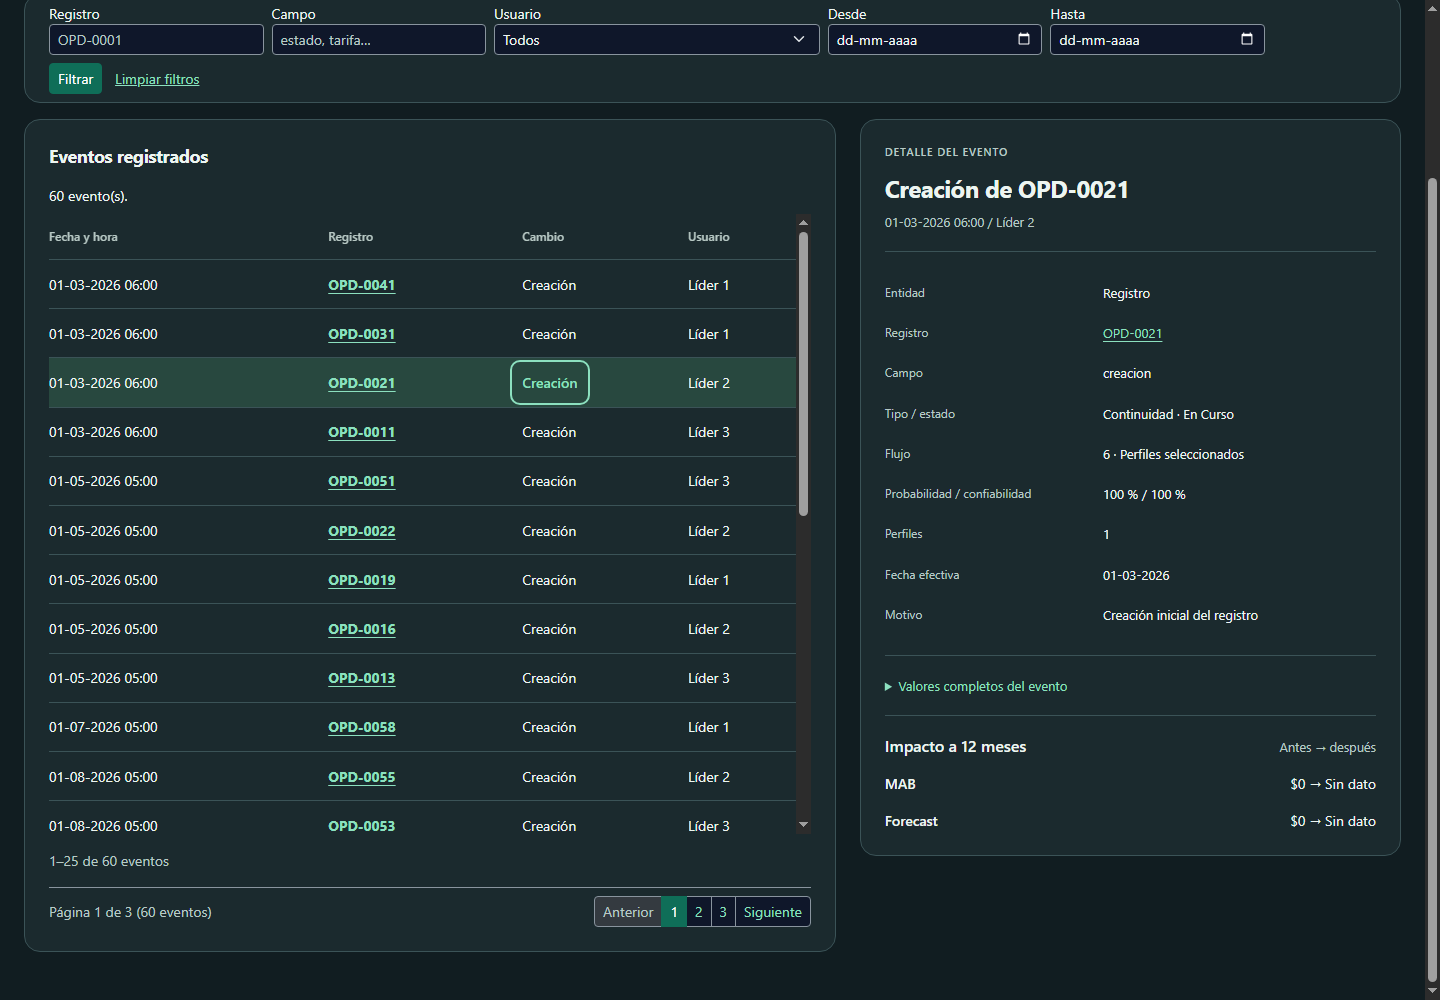 Registro Campo Usuario Desde Hasta
OPD-0001 estado, tarifa... Todos dd-mm-aaaa dd-mm-aaaa
Filtrar Limpiar filtros
Eventos registrados
60 evento(s).
Fecha y hora Registro Cambio Usuario
01-03-2026 06:00 OPD-0041 Creación Líder 1
01-03-2026 06:00 OPD-0031 Creación Líder 1
01-03-2026 06:00 OPD-0021 Creación Líder 2
01-03-2026 06:00 OPD-0011 Creación Líder 3
01-05-2026 05:00 OPD-0051 Creación Líder 3
01-05-2026 05:00 OPD-0022 Creación Líder 2
01-05-2026 05:00 OPD-0019 Creación Líder 1
01-05-2026 05:00 OPD-0016 Creación Líder 2
01-05-2026 05:00 OPD-0013 Creación Líder 3
01-07-2026 05:00 OPD-0058 Creación Líder 1
01-08-2026 05:00 OPD-0055 Creación Líder 2
01-08-2026 05:00 OPD-0053 Creación Líder 3
1–25 de 60 eventos
Página 1 de 3 (60 eventos) Anterior 1 2 3 Siguiente
DETALLE DEL EVENTO
Creación de OPD-0021
01-03-2026 06:00 / Líder 2
Entidad Registro
Registro OPD-0021
Campo creacion
Tipo / estado Continuidad · En Curso
Flujo 6 · Perfiles seleccionados
Probabilidad / confiabilidad 100 % / 100 %
Perfiles 1
Fecha efectiva 01-03-2026
Motivo Creación inicial del registro
▶ Valores completos del evento
Impacto a 12 meses Antes → después
MAB $0 → Sin dato
Forecast $0 → Sin dato